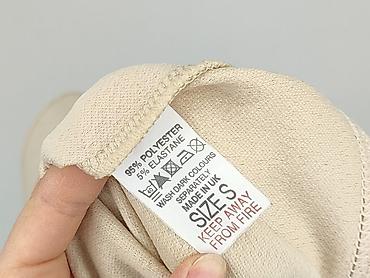 95% POLYESTER
5% ELASTANE
WASH DARK COLOURS
SEPARATELY
MADE IN UK
SIZE S
KEEP AWAY
FROM FIRE